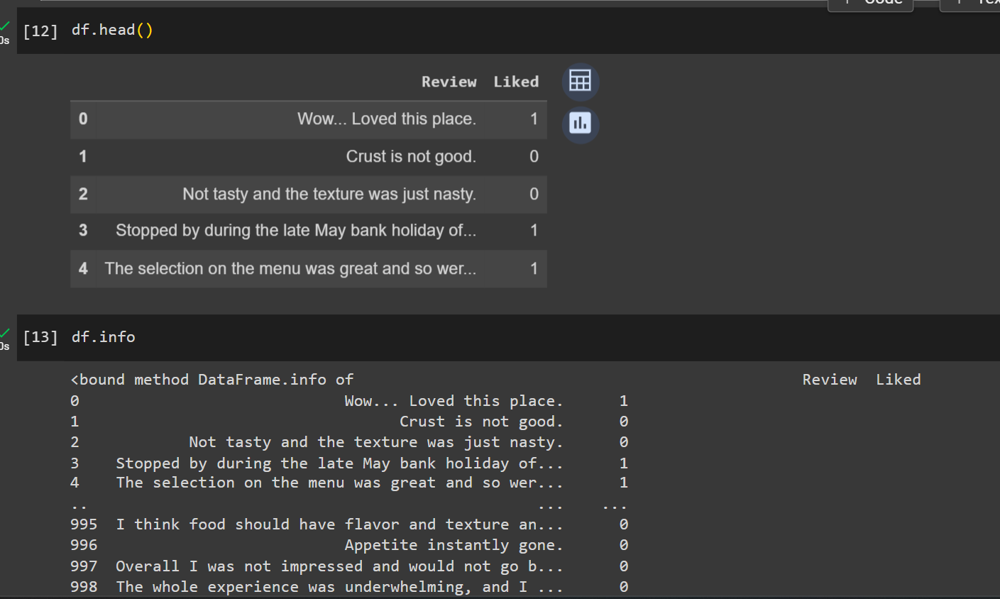 Code Tex
[12] df.head()
0s
Review Liked
0 Wow... Loved this place. 1
1 Crust is not good. 0
2 Not tasty and the texture was just nasty. 0
3 Stopped by during the late May bank holiday of... 1
4 The selection on the menu was great and so wer... 1
[13] df.info
0s
<bound method DataFrame.info of Review Liked
0 Wow... Loved this place. 1
1 Crust is not good. 0
2 Not tasty and the texture was just nasty. 0
3 Stopped by during the late May bank holiday of... 1
4 The selection on the menu was great and so wer... 1
.. ... ...
995 I think food should have flavor and texture an... 0
996 Appetite instantly gone. 0
997 Overall I was not impressed and would not go b... 0
998 The whole experience was underwhelming, and I ... 0